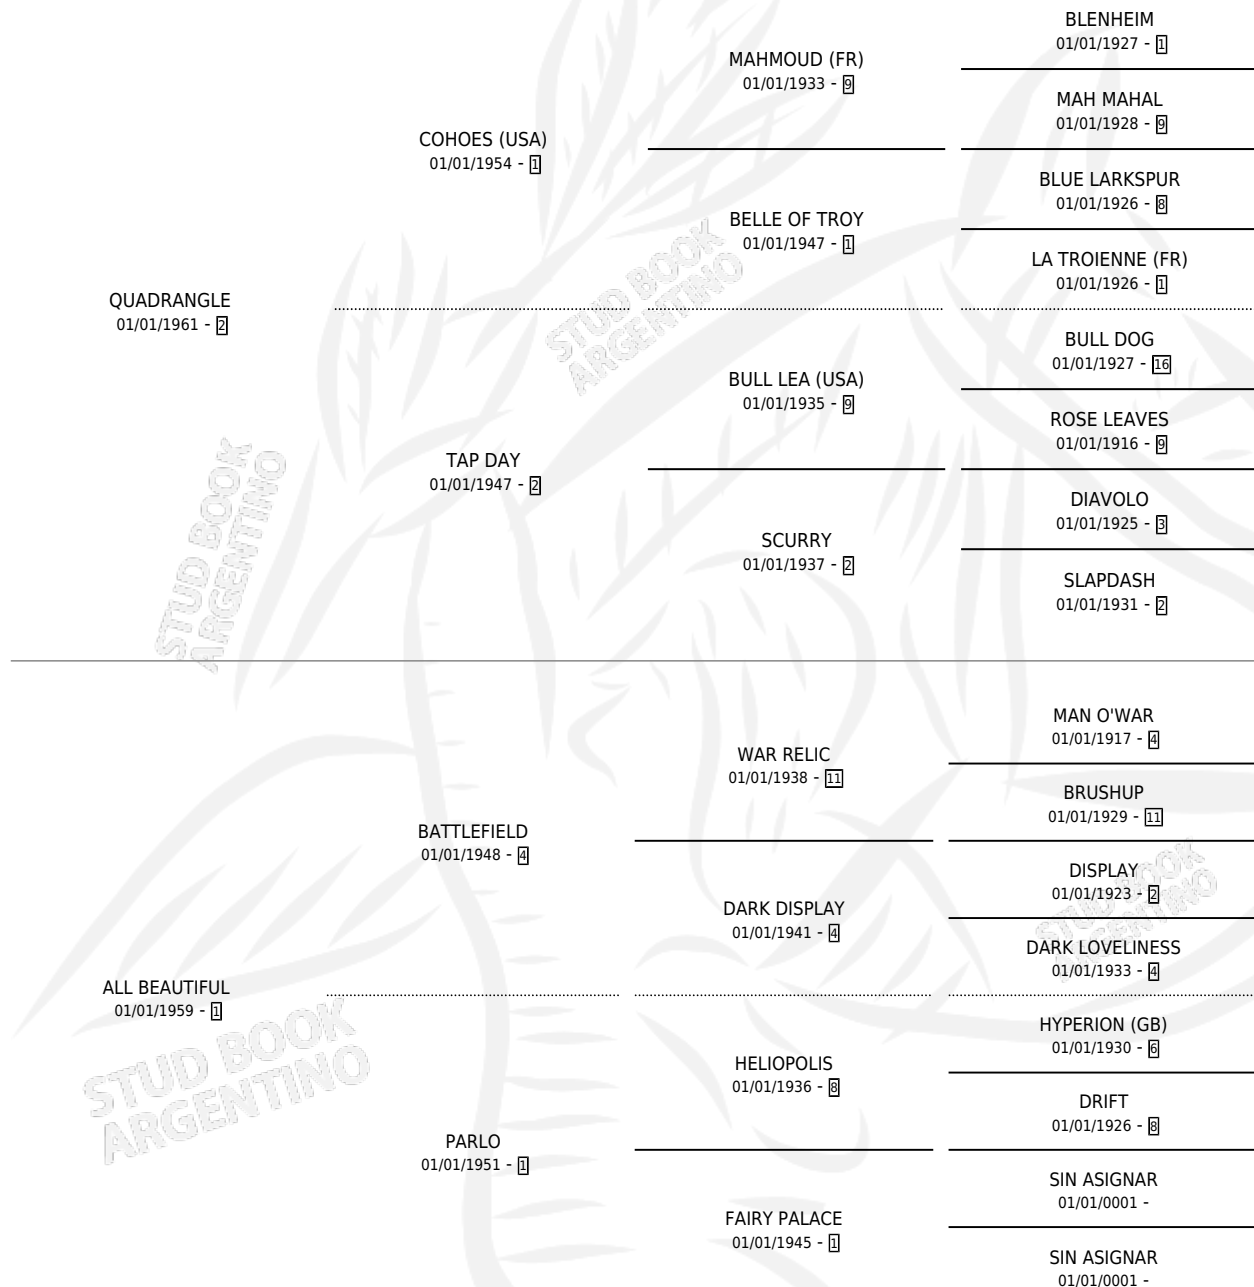 BLENHEIM
01/01/1927 - 1
MAHMOUD (FR)
01/01/1933 - 9
MAH MAHAL
01/01/1928 - 9
COHOES (USA)
01/01/1954 - 1
BLUE LARKSPUR
01/01/1926 - 8
BELLE OF TROY
01/01/1947 - 1
LA TROIENNE (FR)
01/01/1926 - 1
QUADRANGLE
01/01/1961 - 2
STUD BOOK
ARGENTINO
BULL DOG
01/01/1927 - 16
BULL LEA (USA)
01/01/1935 - 9
ROSE LEAVES
01/01/1916 - 9
TAP DAY
01/01/1947 - 2
DIAVOLO
01/01/1925 - 3
SCURRY
01/01/1937 - 2
SLAPDASH
01/01/1931 - 2
STUD BOOK
ARGENTINO
MAN O'WAR
01/01/1917 - 4
WAR RELIC
01/01/1938 - 11
BRUSHUP
01/01/1929 - 11
BATTLEFIELD
01/01/1948 - 4
DISPLAY
01/01/1923 - 2
DARK DISPLAY
01/01/1941 - 4
STUD BOOK
ARGENTINO
DARK LOVELINESS
01/01/1933 - 4
ALL BEAUTIFUL
01/01/1959 - 1
HYPERION (GB)
01/01/1930 - 6
HELIOPOLIS
01/01/1936 - 8
DRIFT
01/01/1926 - 8
STUD BOOK
ARGENTINO
PARLO
01/01/1951 - 1
SIN ASIGNAR
01/01/0001 -
FAIRY PALACE
01/01/1945 - 1
SIN ASIGNAR
01/01/0001 -